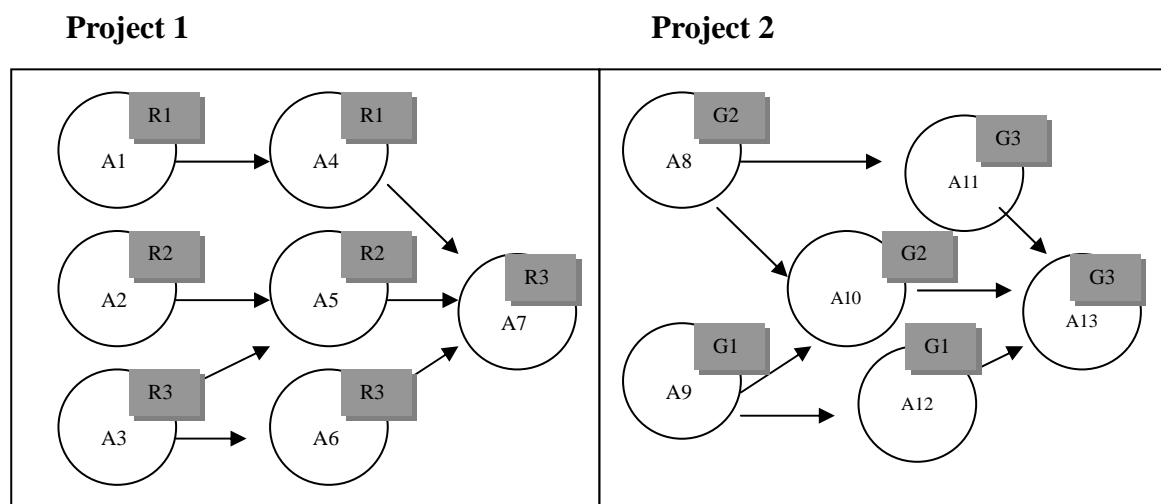 Project 1
Project 2
R1
A1
R1
A4
R2
A2
R2
A5
R3
A7
R3
A3
R3
A6
G2
A8
G3
A11
G2
A10
G3
A13
G1
A9
G1
A12